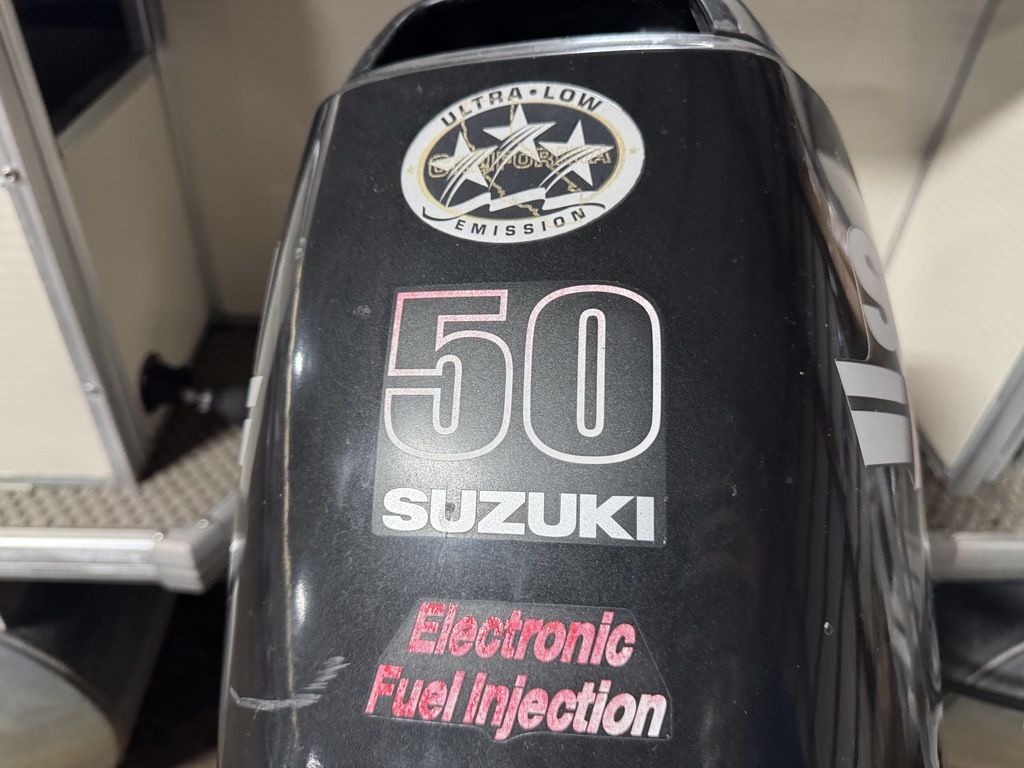 ULTRA • LOW
CALIFORNIA
EMISSION
50
SUZUKI
Electronic
Fuel Injection
S